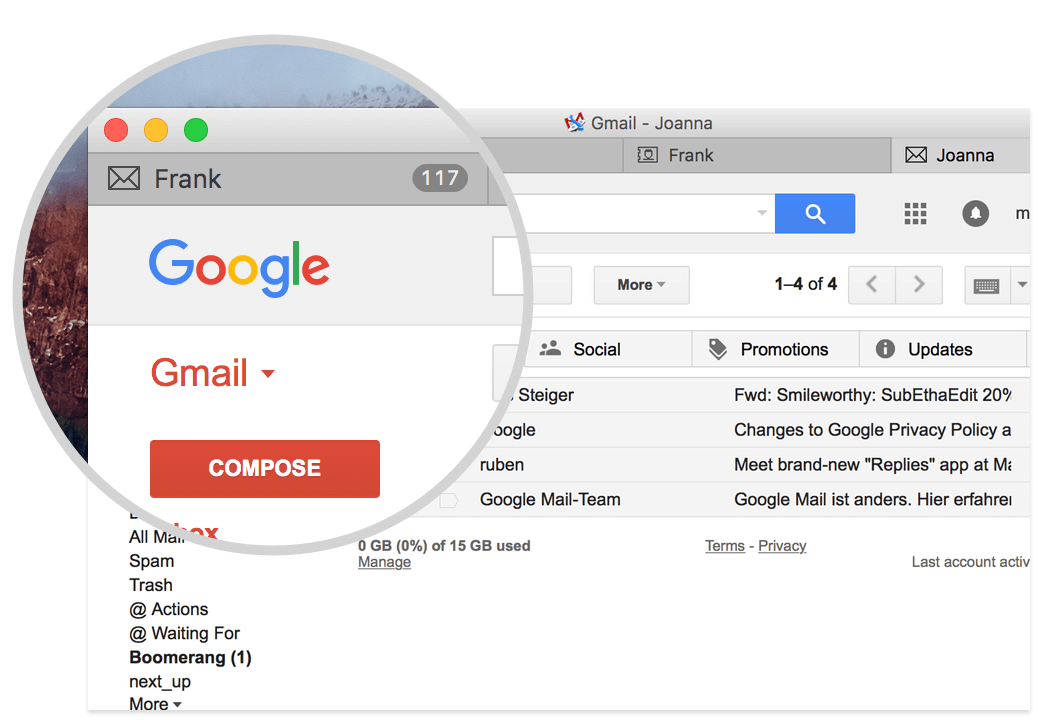 Gmail - Joanna
Frank 117
Frank
Joanna
Google
m
More
1–4 of 4
Gmail
Social
Promotions
Updates
COMPOSE
Steiger
Fwd: Smileworthy: SubEthaEdit 20%
oogle
Changes to Google Privacy Policy a
ruben
Meet brand-new "Replies" app at Ma
Google Mail-Team
Google Mail ist anders. Hier erfahren
box
All Mail
Spam
Trash
@ Actions
@ Waiting For
Boomerang (1)
next_up
More
0 GB (0%) of 15 GB used
Manage
Terms - Privacy
Last account activ